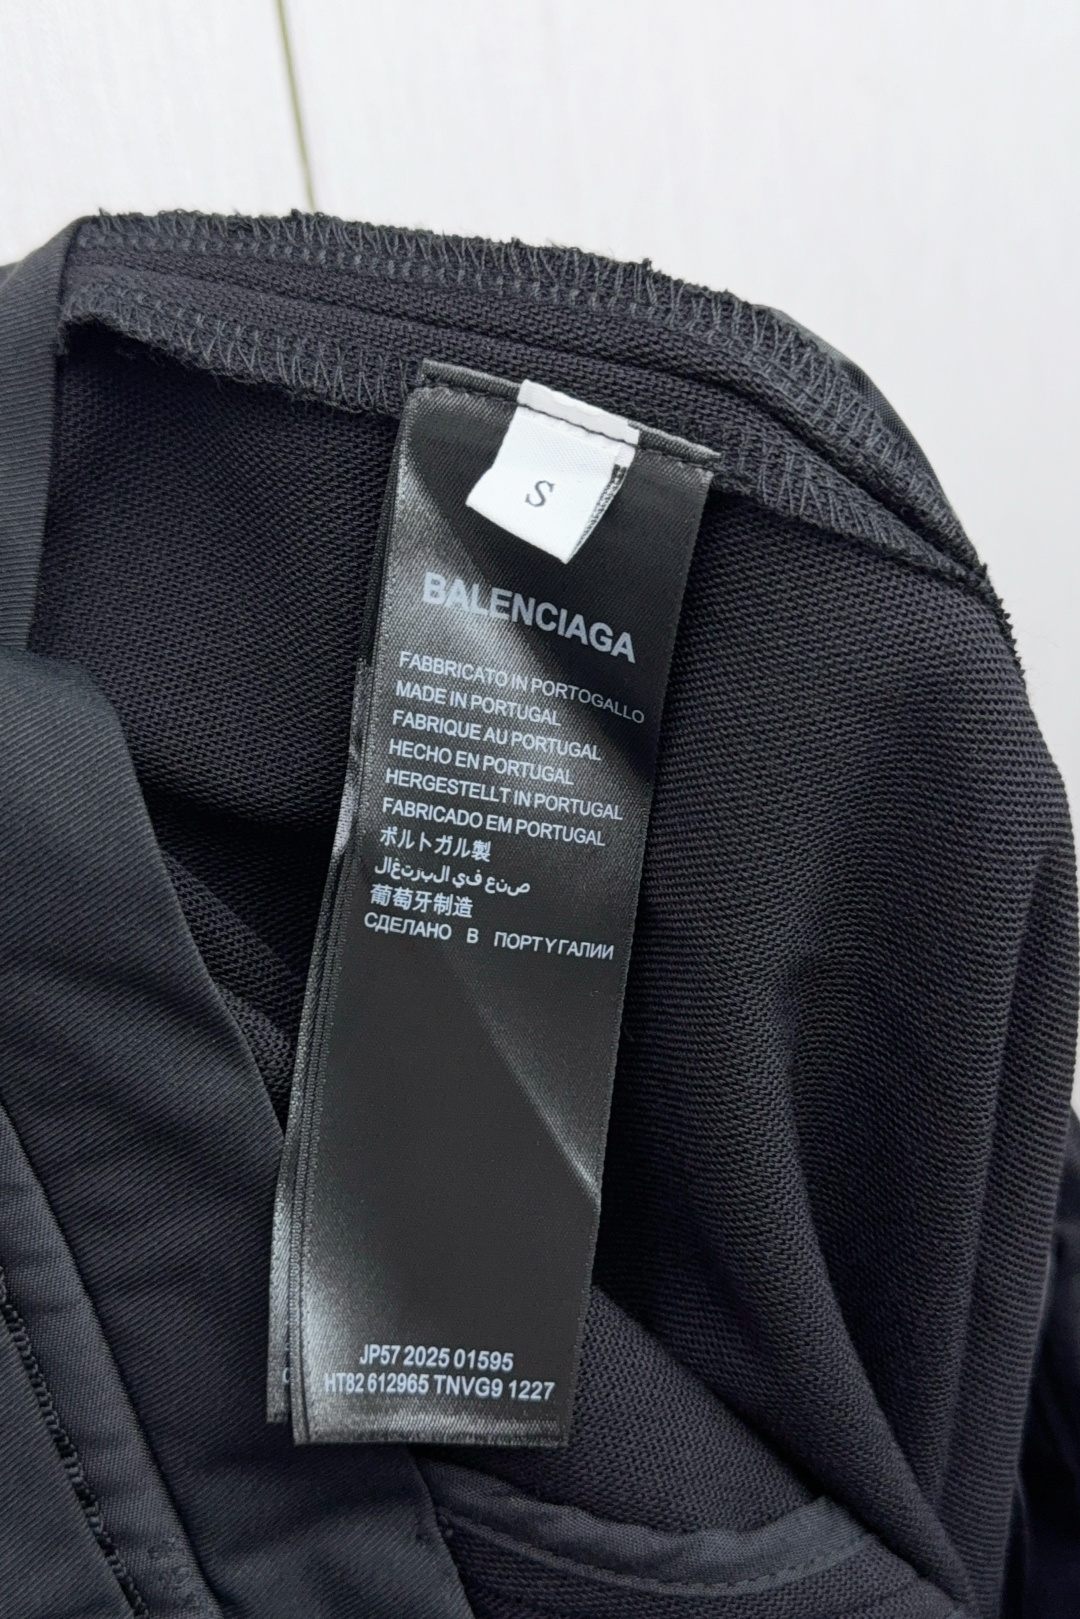 S
BALENCIAGA
FABBRICATO IN PORTOGALLO
MADE IN PORTUGAL
FABRIQUE AU PORTUGAL
HECHO EN PORTUGAL
HERGESTELLT IN PORTUGAL
FABRICADO EM PORTUGAL
ポルトガル製
صنع في البرتغال
葡萄牙制造
СДЕЛАНО В ПОРТУГАЛИИ
JP57 2025 01595
HT82 612965 TNVG9 1227